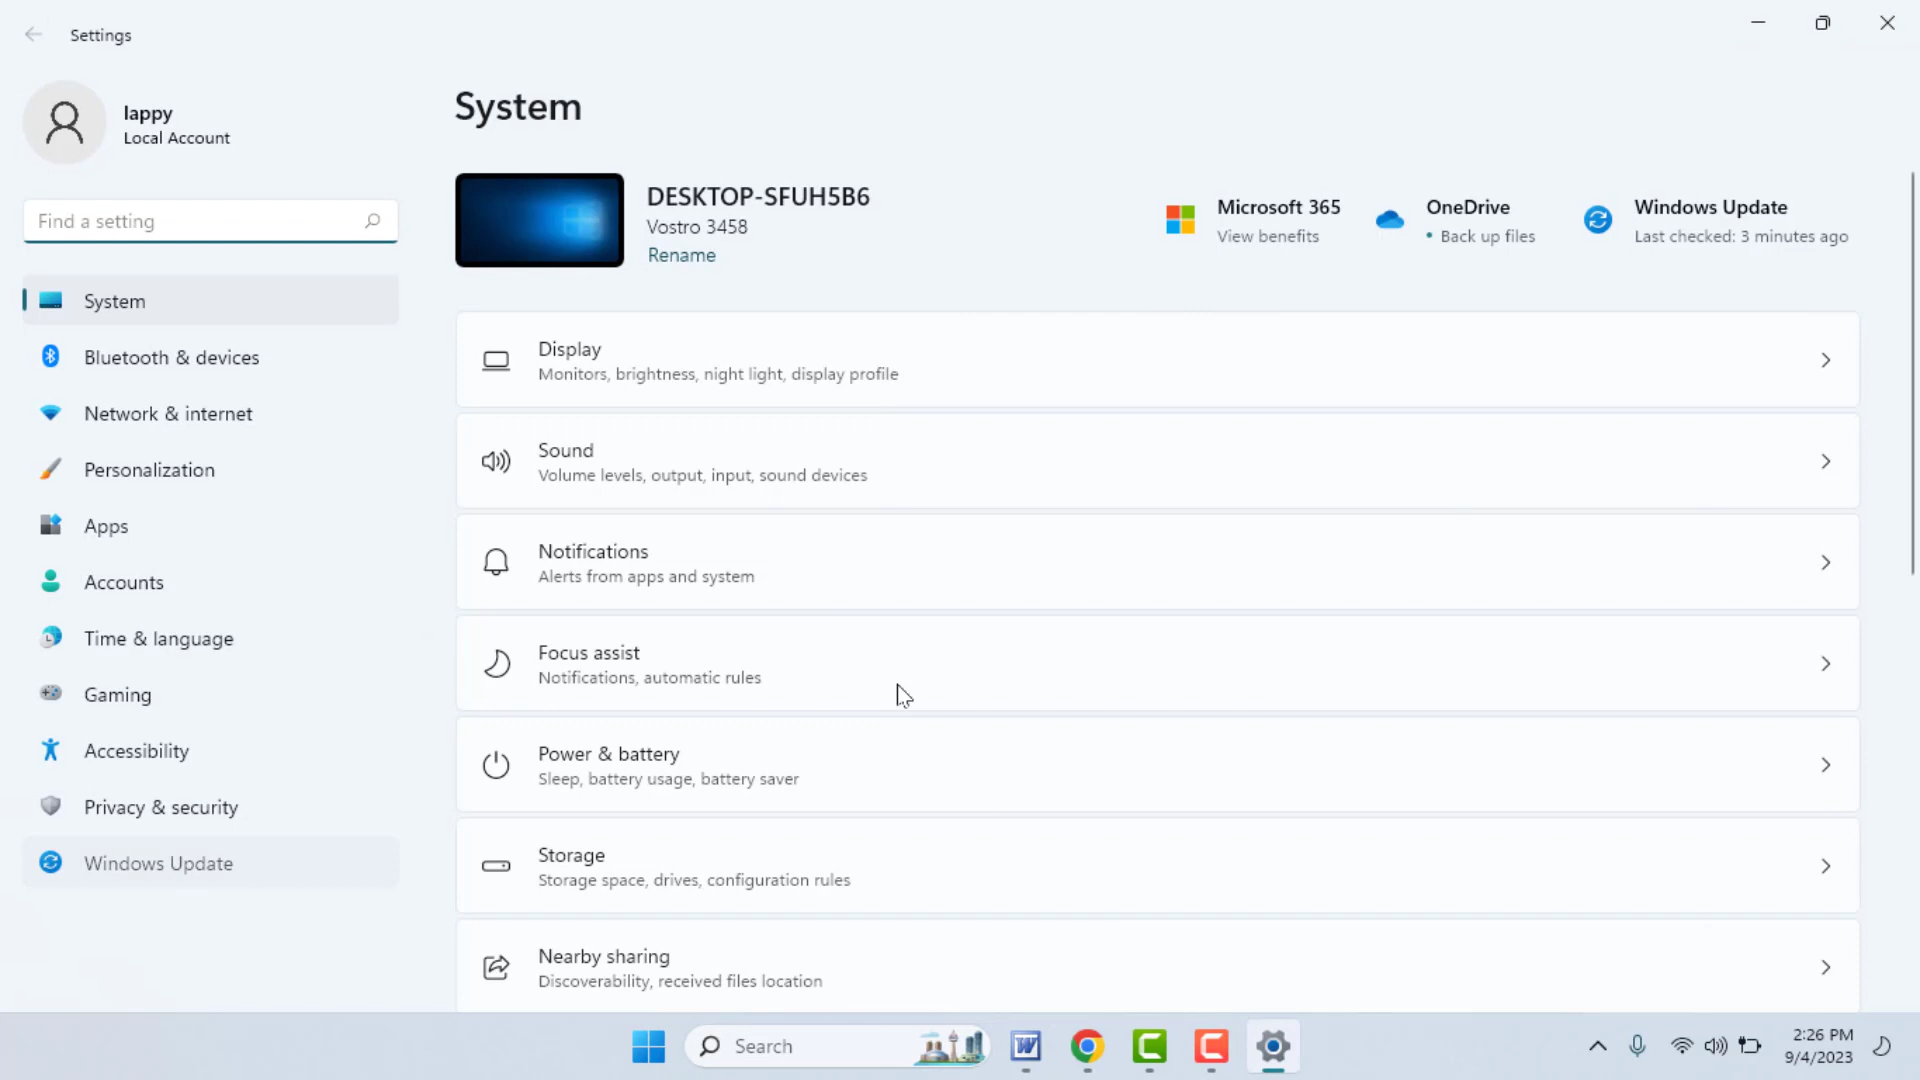 Settings
lappy
Local Account
Find a setting
System
Bluetooth & devices
Network & internet
Personalization
Apps
Accounts
Time & language
Gaming
Accessibility
Privacy & security
Windows Update
System
DESKTOP-SFUH5B6
Vostro 3458
Rename
Microsoft 365
View benefits
OneDrive
• Back up files
Windows Update
Last checked: 3 minutes ago
Display
Monitors, brightness, night light, display profile
Sound
Volume levels, output, input, sound devices
Notifications
Alerts from apps and system
Focus assist
Notifications, automatic rules
Power & battery
Sleep, battery usage, battery saver
Storage
Storage space, drives, configuration rules
Nearby sharing
Discoverability, received files location
Search
2:26 PM
9/4/2023